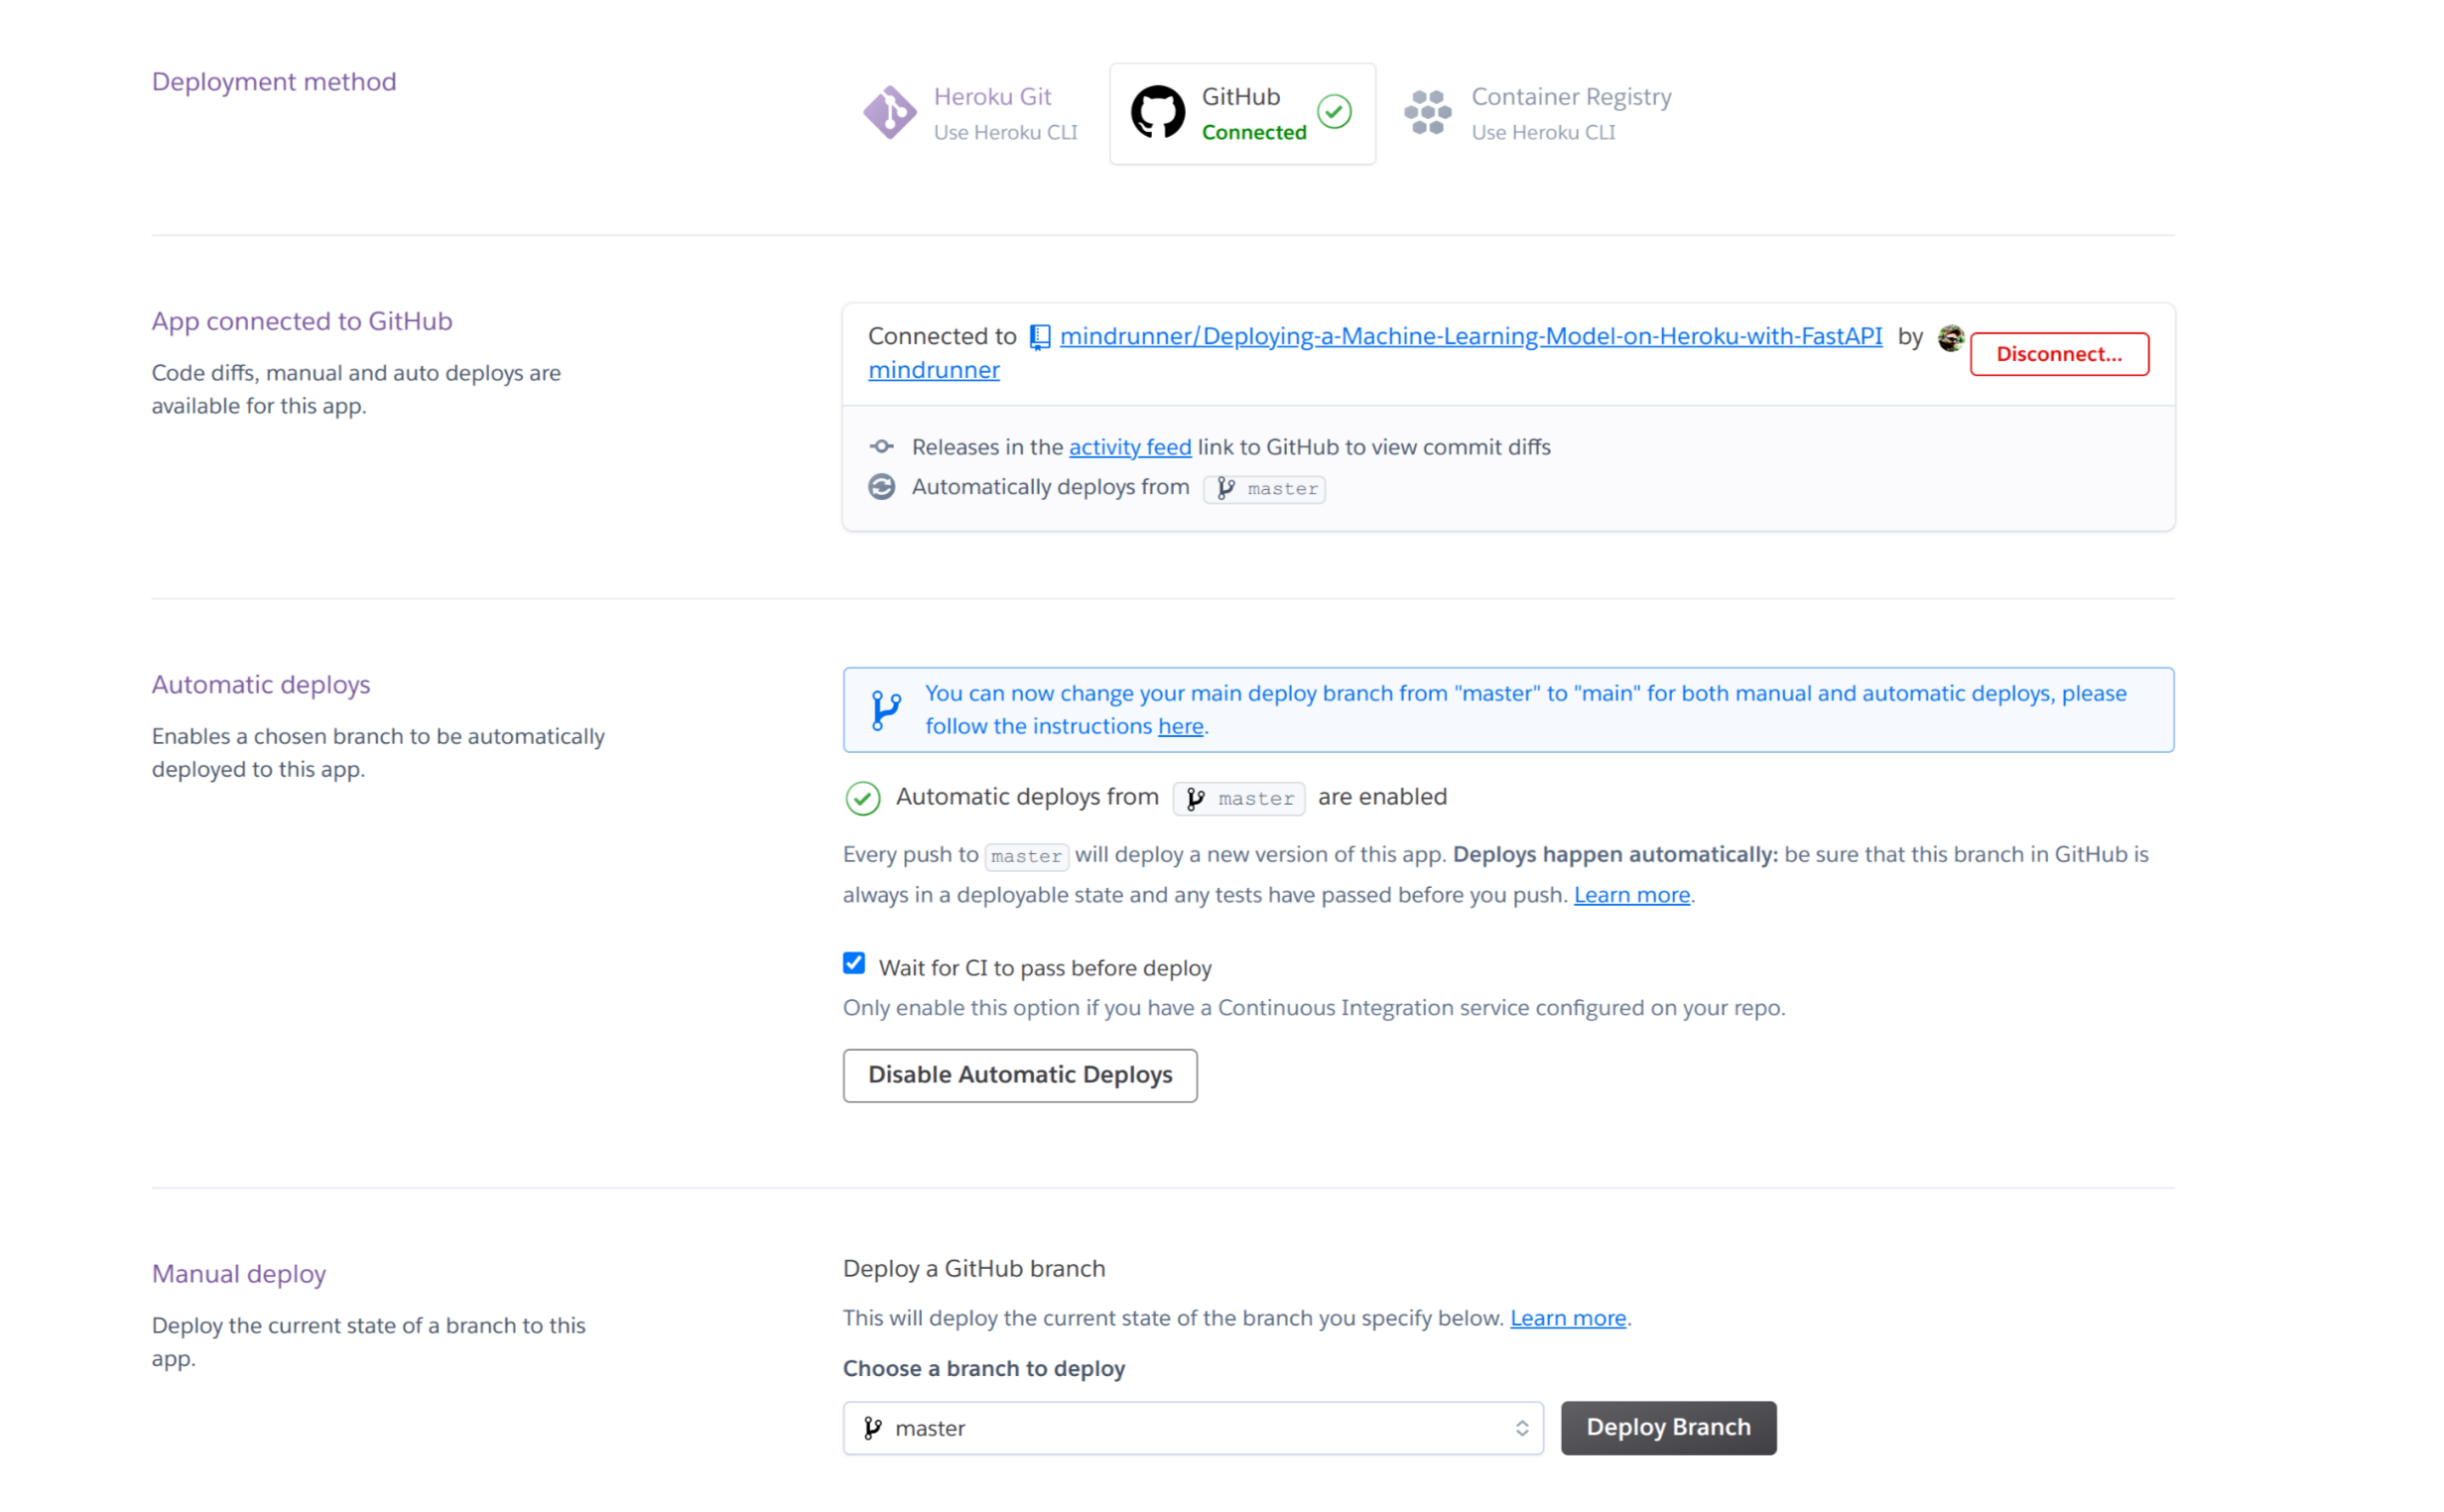 Deployment method
Heroku Git
Use Heroku CLI
GitHub
Connected
Container Registry
Use Heroku CLI
App connected to GitHub
Code diffs, manual and auto deploys are
available for this app.
Connected to mindrunner/Deploying-a-Machine-Learning-Model-on-Heroku-with-FastAPI by
mindrunner
Disconnect...
Releases in the activity feed link to GitHub to view commit diffs
Automatically deploys from master
Automatic deploys
Enables a chosen branch to be automatically
deployed to this app.
You can now change your main deploy branch from "master" to "main" for both manual and automatic deploys, please
follow the instructions here.
Automatic deploys from master are enabled
Every push to master will deploy a new version of this app. Deploys happen automatically: be sure that this branch in GitHub is
always in a deployable state and any tests have passed before you push. Learn more.
Wait for CI to pass before deploy
Only enable this option if you have a Continuous Integration service configured on your repo.
Disable Automatic Deploys
Manual deploy
Deploy the current state of a branch to this
app.
Deploy a GitHub branch
This will deploy the current state of the branch you specify below. Learn more.
Choose a branch to deploy
master
Deploy Branch